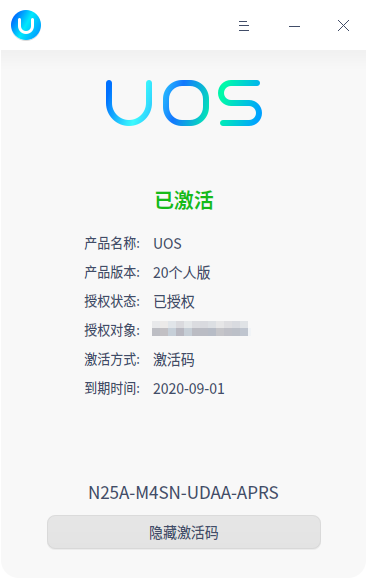 UOS
已激活
产品名称: UOS
产品版本: 20个人版
授权状态: 已授权
授权对象:
激活方式: 激活码
到期时间: 2020-09-01
N25A-M4SN-UDAA-APRS
隐藏激活码